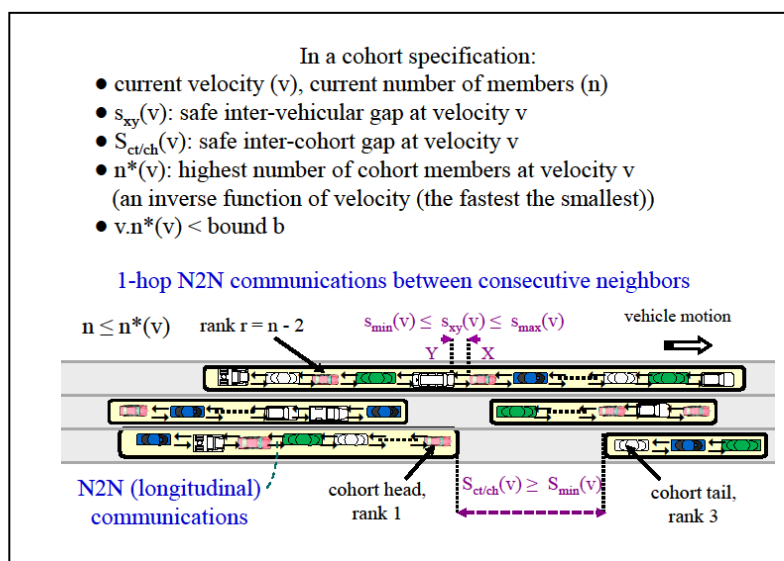 In a cohort specification:
● current velocity (v), current number of members (n)
● sxy(v): safe inter-vehicular gap at velocity v
● Sct/ch(v): safe inter-cohort gap at velocity v
● n*(v): highest number of cohort members at velocity v
(an inverse function of velocity (the fastest the smallest))
● v.n*(v) < bound b
1-hop N2N communications between consecutive neighbors
n ≤ n*(v)
rank r = n - 2
smin(v) ≤ sxy(v) ≤ smax(v)
vehicle motion
Y
X
N2N (longitudinal)
communications
cohort head,
rank 1
Sct/ch(v) ≥ Smin(v)
cohort tail,
rank 3